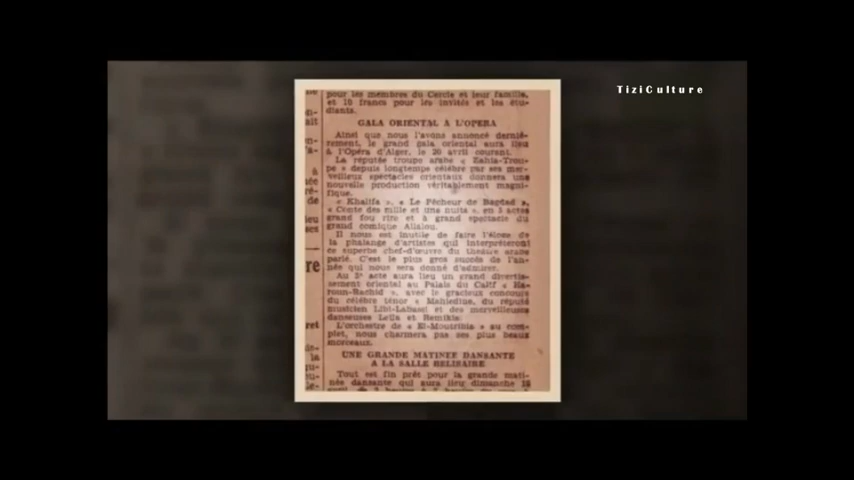 TiziCulture
pour les membres du Cercle et leur famille,
et 10 francs pour les invités et les étu-
diants.
GALA ORIENTAL A L'OPERA
Ainsi que nous l'avons annoncé derniè-
rement, le grand gala oriental aura lieu
à l'Opéra d'Alger, le 20 avril courant.
La réputée troupe arabe « Zahia-Trou-
pe » depuis longtemps célèbre par ses mer-
veilleux spectacles orientaux donnera une
nouvelle production véritablement magni-
fique.
« Khalifa », « Le Pêcheur de Bagdad »,
« Conte des mille et une nuits », en 3 actes
grand fou rire et à grand spectacle du
grand comique Allalou.
Il nous est inutile de faire l'éloge de
la phalange d'artistes qui interpréteront
ce superbe chef-d'œuvre du théâtre arabe
parlé. C'est le plus gros succès de l'an-
née qui nous sera donné d'admirer.
Au 3e acte aura lieu un grand divertis-
sement oriental au Palais du Calif « Ha-
roun-Rachid », avec le gracieux concours
du célèbre ténor « Mahiedine, du réputé
musicien Lili-Labassi et des merveilleuses
danseuses Leïla et
L'orchestre de « El-Moutribia » au com-
plet, nous charmera par ses plus beaux
morceaux.
UNE GRANDE MATINEE DANSANTE
A LA SALLE BELISAIRE
Tout est fin prêt pour la grande mati-
née dansante qui aura lieu dimanche